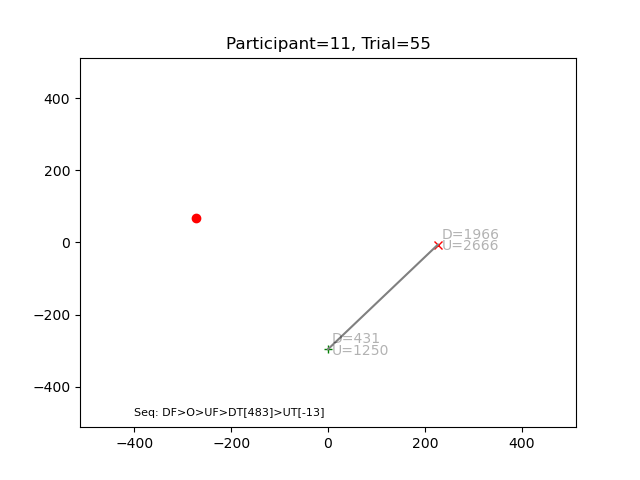 Participant=11, Trial=55
400
200
0
−200
−400
D=1966
U=2666
D=431
U=1250
Seq: DF>O>UF>DT[483]>UT[-13]
−400
−200
0
200
400